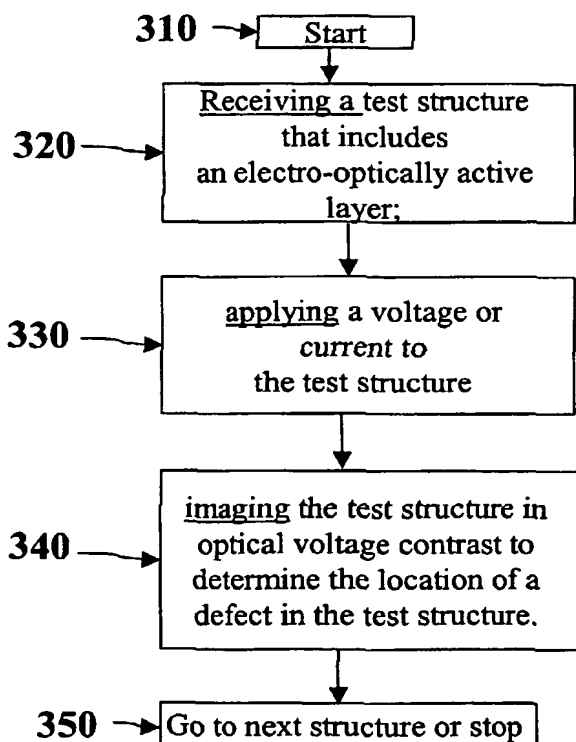 310
Start
320
Receiving a test structure
that includes
an electro-optically active
layer;
330
applying a voltage or
current to
the test structure
340
imaging the test structure in
optical voltage contrast to
determine the location of a
defect in the test structure.
350
Go to next structure or stop